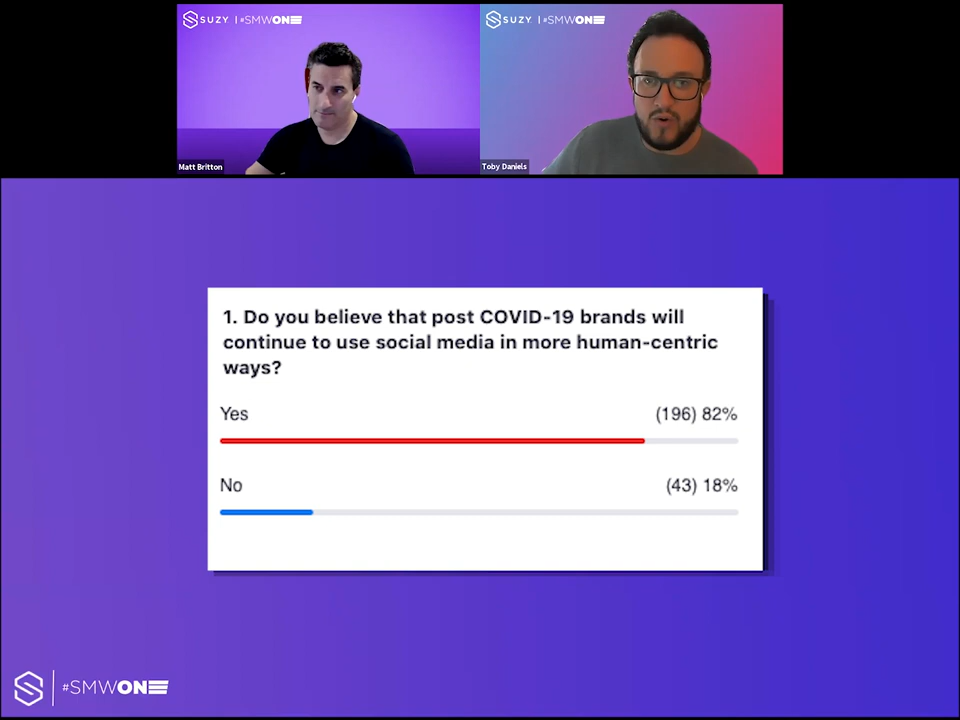 SUZY | #SMWONE
SUZY | #SMWONE
Matt Britton
Toby Daniels
1. Do you believe that post COVID-19 brands will
continue to use social media in more human-centric
ways?
Yes (196) 82%
No (43) 18%
#SMWONE